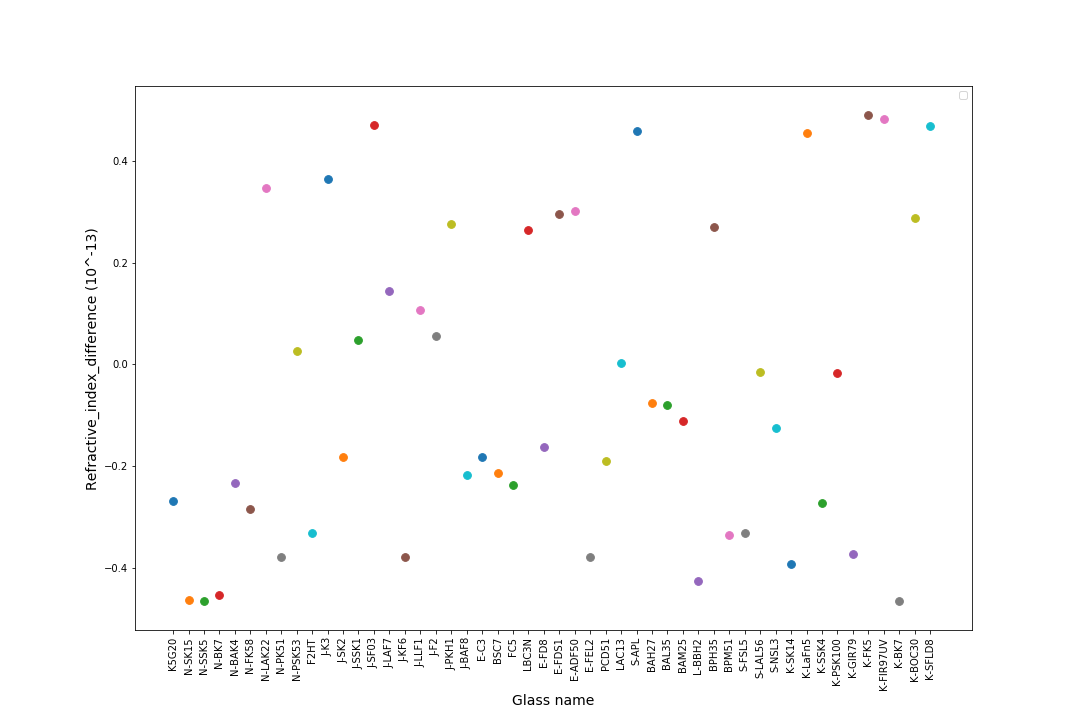 0.4
0.2
0.0
−0.2
−0.4
Refractive_index_difference (10^-13)
K5G20
N-SK15
N-SSK5
N-BK7
N-BAK4
N-FK58
N-LAK22
N-PK51
N-PSK53
F2HT
J-K3
J-SK2
J-SSK1
J-SF03
J-LAF7
J-KF6
J-LLF1
J-F2
J-PKH1
J-BAF8
E-C3
BSC7
FC5
LBC3N
E-FD8
E-FDS1
E-ADF50
E-FEL2
PCD51
LAC13
S-APL
BAH27
BAL35
BAM25
L-BBH2
BPH35
BPM51
S-FSL5
S-LAL56
S-NSL3
K-SK14
K-LaFn5
K-SSK4
K-PSK100
K-GIR79
K-FK5
K-FIR97UV
K-BK7
K-BOC30
K-SFLD8
Glass name